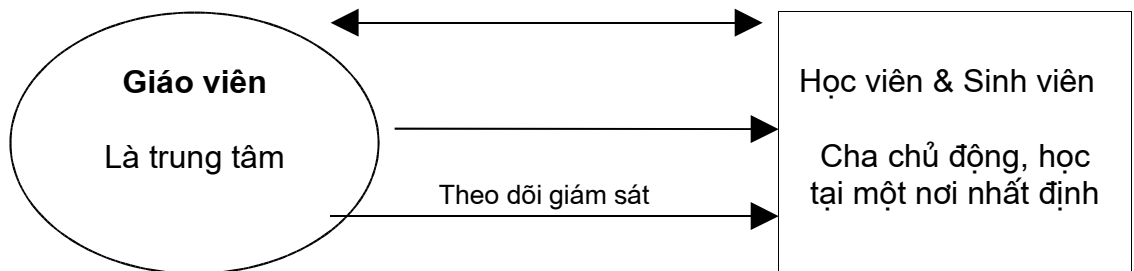 Giáo viên
Là trung tâm
Theo dõi giám sát
Học viên & Sinh viên
Cha chủ động, học
tại một nơi nhất định